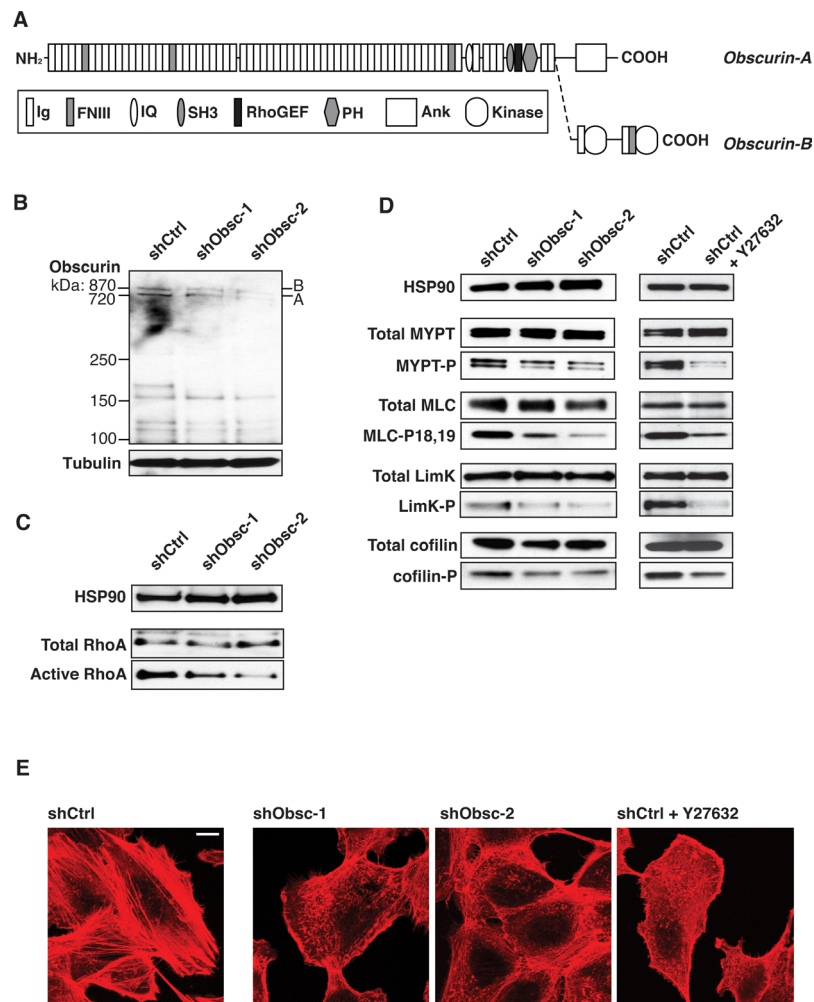 A
NH2 COOH Obscurin-A
Ig FNIII IQ SH3 RhoGEF PH Ank Kinase
COOH Obscurin-B
B
shCtrl shObsc-1 shObsc-2
Obscurin
kDa: 870 B
720 A
250
150
100
Tubulin
C
shCtrl shObsc-1 shObsc-2
HSP90
Total RhoA
Active RhoA
D
shCtrl shObsc-1 shObsc-2 shCtrl shCtrl + Y27632
HSP90
Total MYPT
MYPT-P
Total MLC
MLC-P18,19
Total LimK
LimK-P
Total cofilin
cofilin-P
E
shCtrl shObsc-1 shObsc-2 shCtrl + Y27632